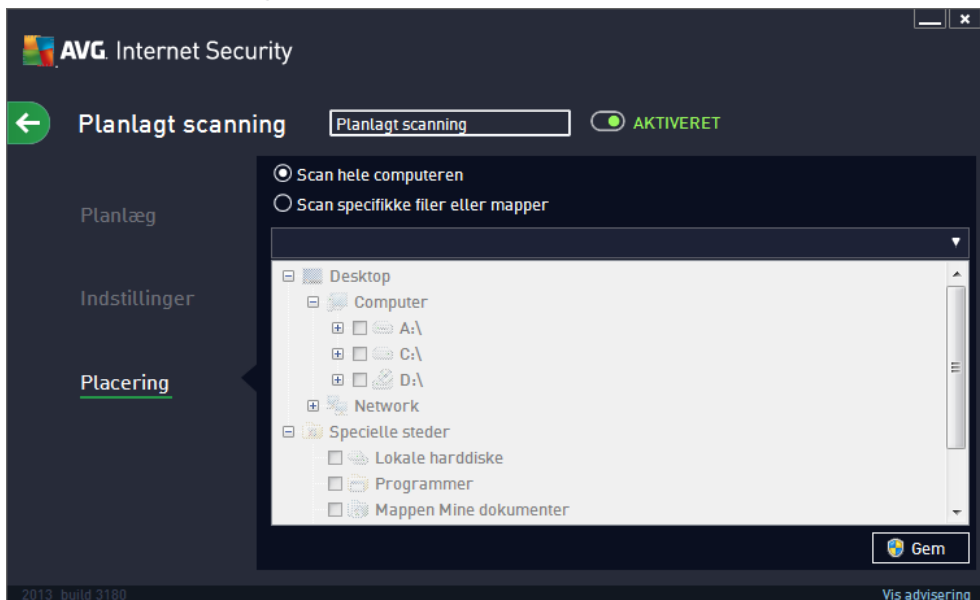 AVG. Internet Security
Planlagt scanning
Planlagt scanning
AKTIVERET
Planlæg
Indstillinger
Placering
Scan hele computeren
Scan specifikke filer eller mapper
Desktop
Computer
A:\
C:\
D:\
Network
Specielle steder
Lokale harddiske
Programmer
Mappen Mine dokumenter
Gem
2013 build 3180
Vis advisering